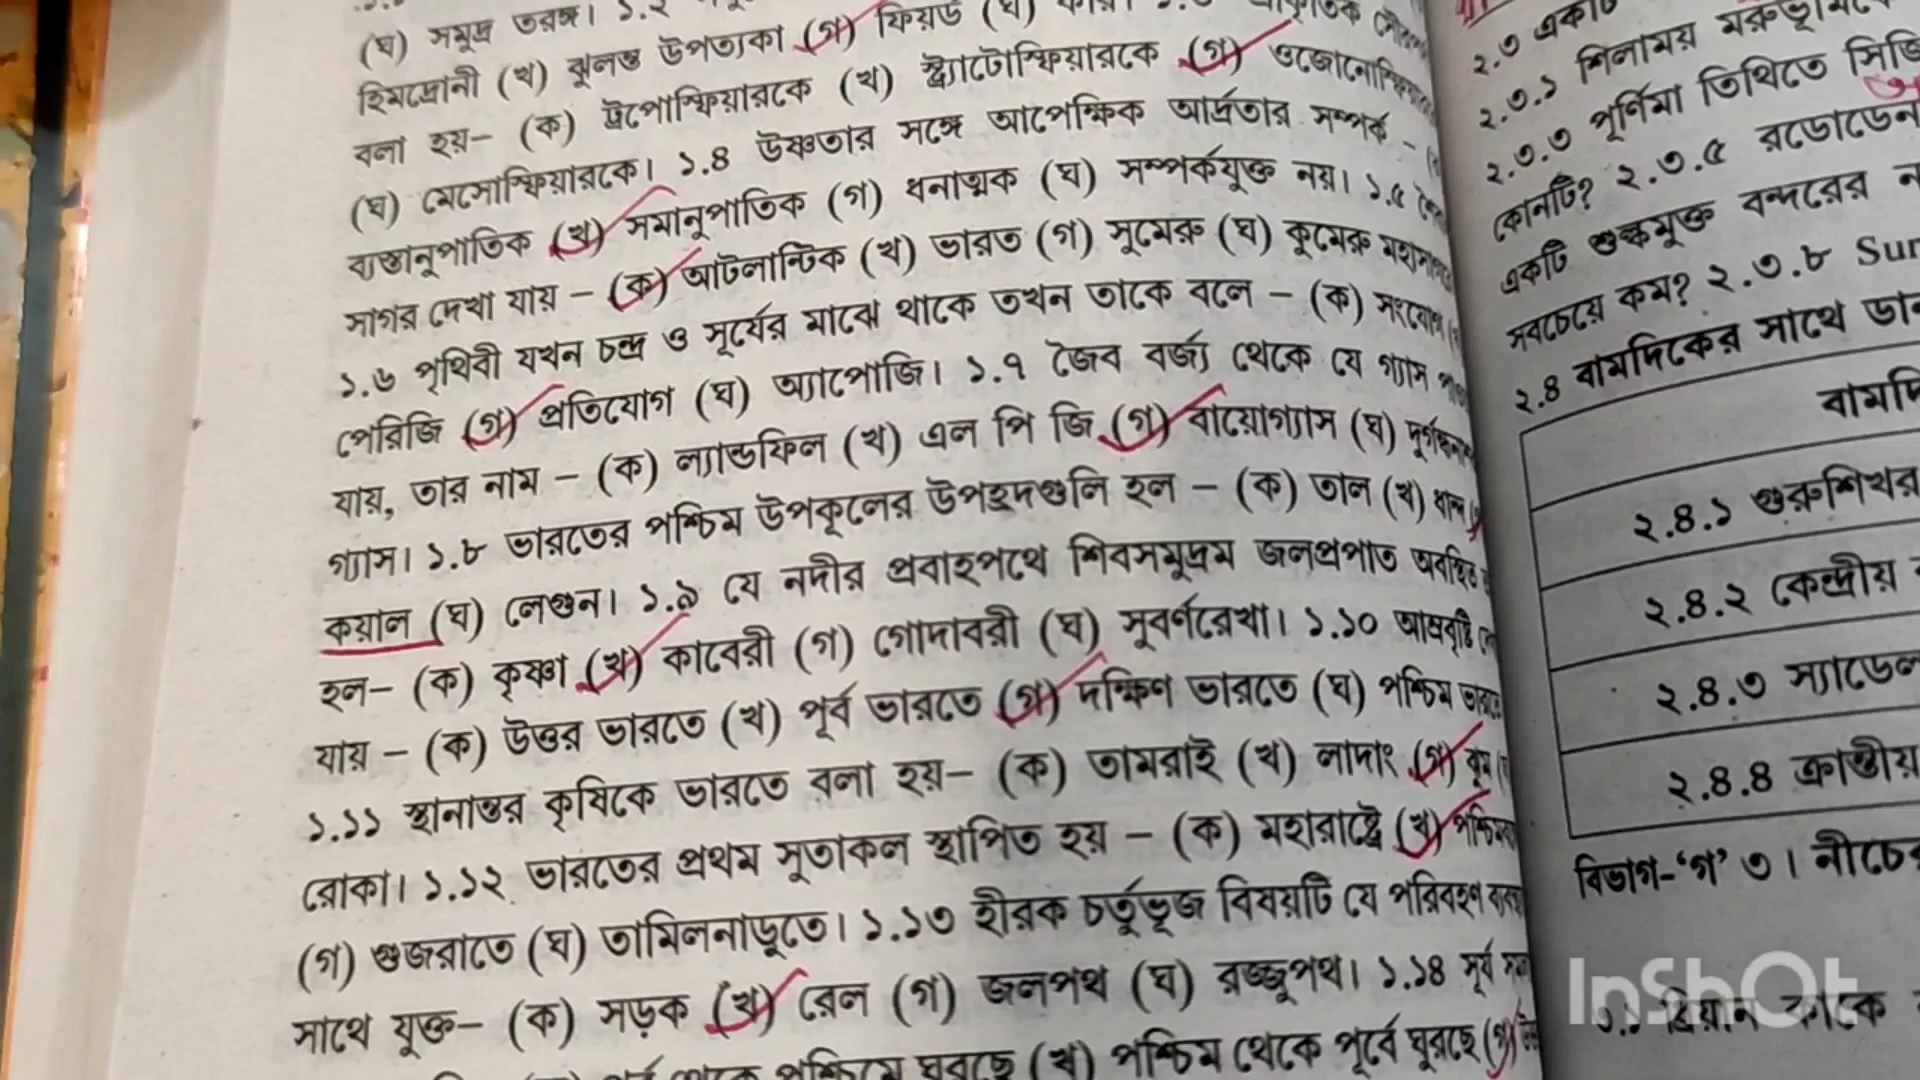 (ঘ) সমুদ্র তরঙ্গ। ১.২
হিমদ্রোনী (খ) ঝুলন্ত উপত্যকা (গ) ফিয়র্ড (ঘ)
বলা হয়– (ক) ট্রপোস্ফিয়ারকে (খ) স্ট্র্যাটোস্ফিয়ারকে (গ) ওজোনোস্ফিয়ারকে
(ঘ) মেসোস্ফিয়ারকে। ১.৪ উষ্ণতার সঙ্গে আপেক্ষিক আর্দ্রতার সম্পর্ক –
ব্যস্তানুপাতিক (খ) সমানুপাতিক (গ) ধনাত্মক (ঘ) সম্পর্কযুক্ত নয়। ১.৫
সাগর দেখা যায় – (ক) আটলান্টিক (খ) ভারত (গ) সুমেরু (ঘ) কুমেরু
১.৬ পৃথিবী যখন চন্দ্র ও সূর্যের মাঝে থাকে তখন তাকে বলে – (ক) সংযোগ
পেরিজি (গ) প্রতিযোগ (ঘ) অ্যাপোজি। ১.৭ জৈব বর্জ্য থেকে যে গ্যাস
যায়, তার নাম – (ক) ল্যান্ডফিল (খ) এল পি জি (গ) বায়োগ্যাস (ঘ)
গ্যাস। ১.৮ ভারতের পশ্চিম উপকূলের উপহ্রদগুলি হল – (ক) তাল (খ)
কয়াল (ঘ) লেগুন। ১.৯ যে নদীর প্রবাহপথে শিবসমুদ্রম জলপ্রপাত অবস্থিত
হল– (ক) কৃষ্ণা (খ) কাবেরী (গ) গোদাবরী (ঘ) সুবর্ণরেখা। ১.১০ আম্রবৃষ্টি
যায় – (ক) উত্তর ভারতে (খ) পূর্ব ভারতে (গ) দক্ষিণ ভারতে (ঘ) পশ্চিম ভারতে
১.১১ স্থানান্তর কৃষিকে ভারতে বলা হয়– (ক) তামরাই (খ) লাদাং (গ)
রোকা। ১.১২ ভারতের প্রথম সুতাকল স্থাপিত হয় – (ক) মহারাষ্ট্রে (খ)
(গ) গুজরাতে (ঘ) তামিলনাড়ুতে। ১.১৩ হীরক চর্তুভূজ বিষয়টি যে পরিবহণ
সাথে যুক্ত– (ক) সড়ক (খ) রেল (গ) জলপথ (ঘ) রজ্জুপথ। ১.১৪ সূর্য
পশ্চিমে ঘুরছে (খ) পশ্চিম থেকে পূর্বে ঘুরছে (গ)
২.৩ একটি
২.৩.১ শিলাময়
২.৩.৩ পূর্ণিমা তিথিতে
কোনটি? ২.৩.৫
একটি শুল্কমুক্ত বন্দরের
সবচেয়ে কম? ২.৩.৮
২.৪ বামদিকের সাথে
২.৪.১ গুরুশিখর
২.৪.২ কেন্দ্রীয়
২.৪.৩
২.৪.৪ ক্রান্তীয়
বিভাগ-‘গ’ ৩। নীচের
কাকে
InShOt